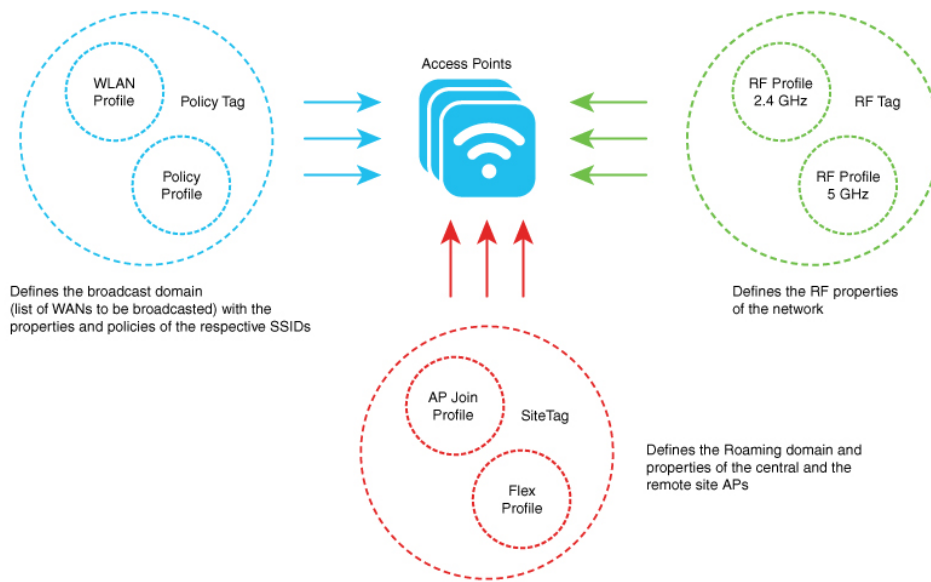 WLAN
Profile
Policy Tag
Policy
Profile
Defines the broadcast domain
(list of WANs to be broadcasted) with the
properties and policies of the respective SSIDs
Access Points
RF Profile
2.4 GHz
RF Tag
RF Profile
5 GHz
Defines the RF properties
of the network
AP Join
Profile
SiteTag
Flex
Profile
Defines the Roaming domain and
properties of the central and the
remote site APs